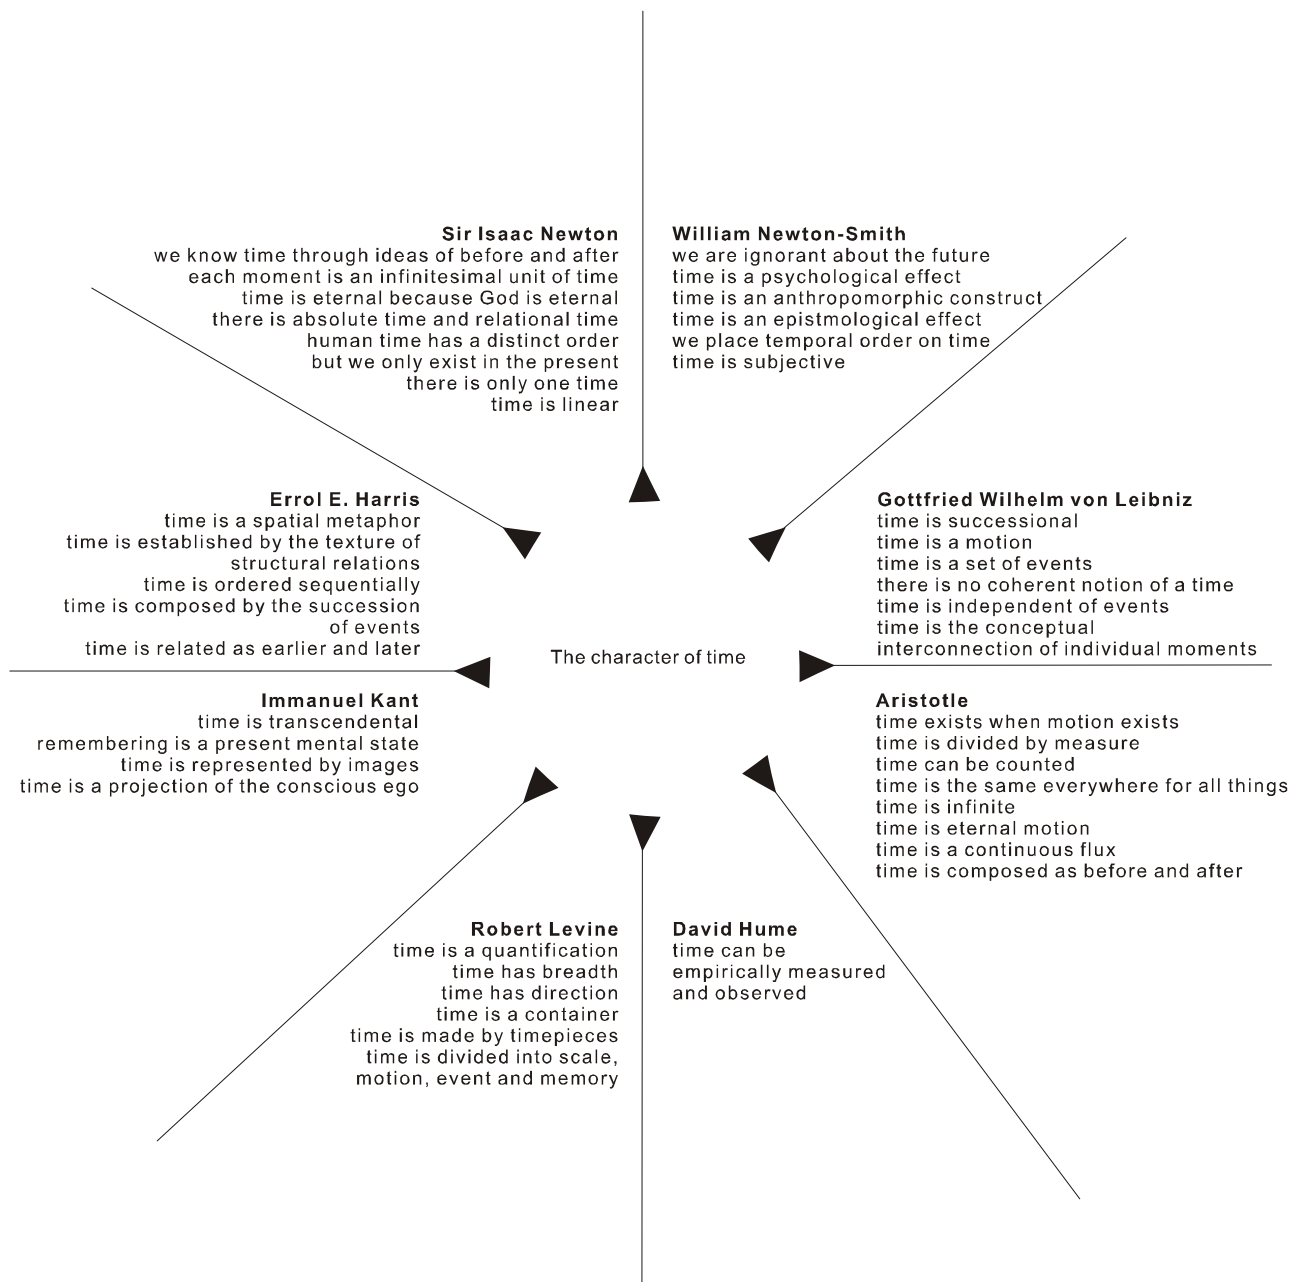 Sir Isaac Newton
we know time through ideas of before and after
each moment is an infinitesimal unit of time
time is eternal because God is eternal
there is absolute time and relational time
human time has a distinct order
but we only exist in the present
there is only one time
time is linear
William Newton-Smith
we are ignorant about the future
time is a psychological effect
time is an anthropomorphic construct
time is an epistmological effect
we place temporal order on time
time is subjective
Errol E. Harris
time is a spatial metaphor
time is established by the texture of
structural relations
time is ordered sequentially
time is composed by the succession
of events
time is related as earlier and later
Gottfried Wilhelm von Leibniz
time is successional
time is a motion
time is a set of events
there is no coherent notion of a time
time is independent of events
time is the conceptual
interconnection of individual moments
The character of time
Immanuel Kant
time is transcendental
remembering is a present mental state
time is represented by images
time is a projection of the conscious ego
Aristotle
time exists when motion exists
time is divided by measure
time can be counted
time is the same everywhere for all things
time is infinite
time is eternal motion
time is a continuous flux
time is composed as before and after
Robert Levine
time is a quantification
time has breadth
time has direction
time is a container
time is made by timepieces
time is divided into scale,
motion, event and memory
David Hume
time can be
empirically measured
and observed